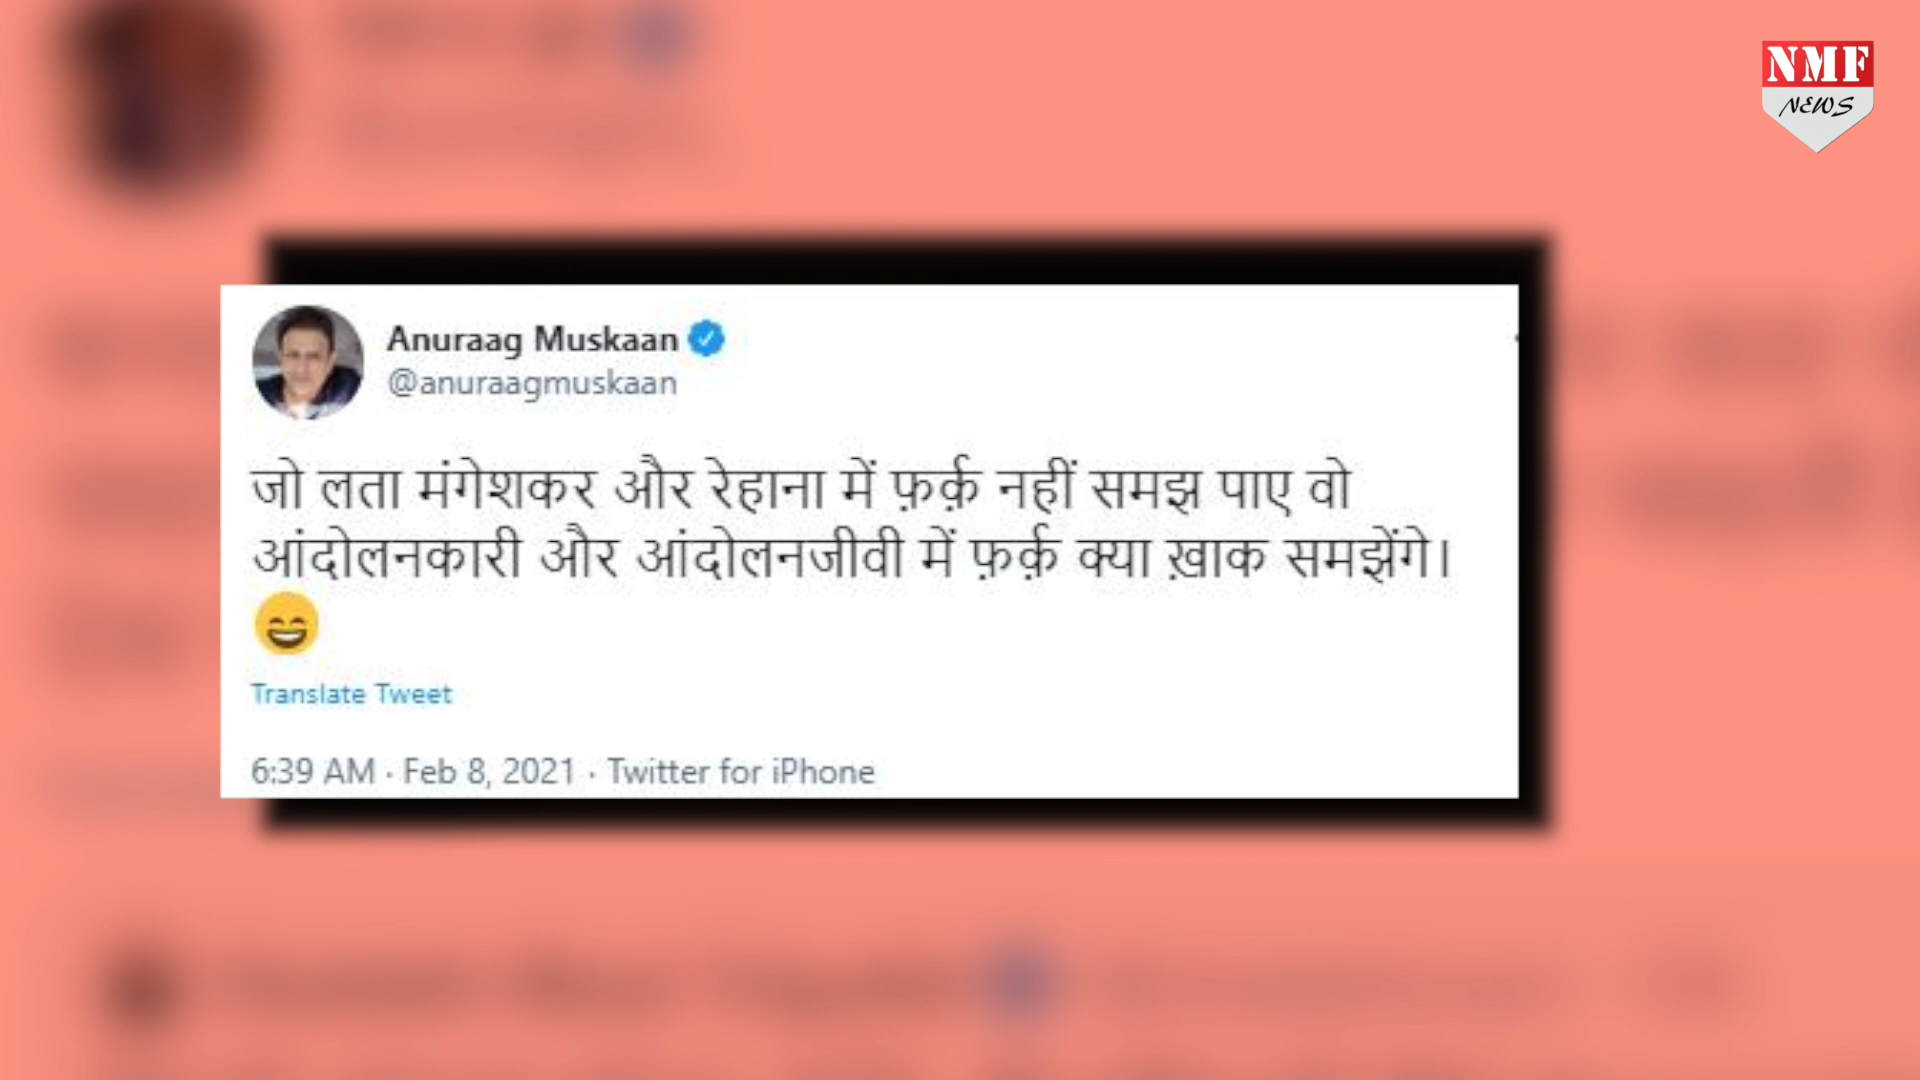 NMF
NEWS
Anuraag Muskaan
@anuraagmuskaan
जो लता मंगेशकर और रेहाना में फ़र्क़ नहीं समझ पाए वो
आंदोलनकारी और आंदोलनजीवी में फ़र्क़ क्या ख़ाक समझेंगे।
😄
Translate Tweet
6:39 AM · Feb 8, 2021 · Twitter for iPhone